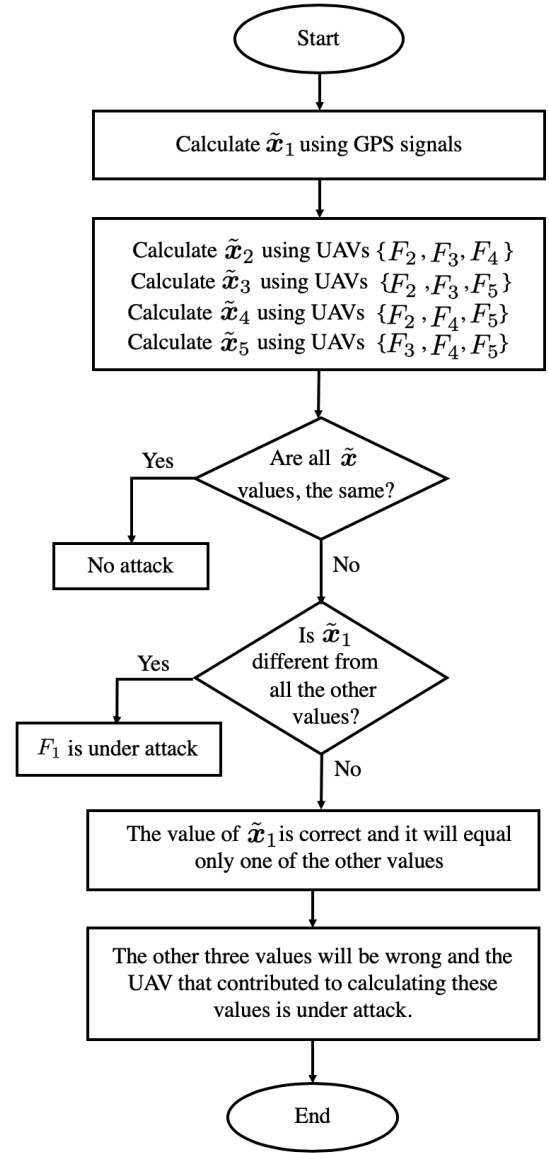 Start
Calculate x̃₁ using GPS signals
Calculate x̃₂ using UAVs {F₂, F₃, F₄}
Calculate x̃₃ using UAVs {F₂, F₃, F₅}
Calculate x̃₄ using UAVs {F₂, F₄, F₅}
Calculate x̃₅ using UAVs {F₃, F₄, F₅}
Are all x̃
values, the same?
Yes
No attack
No
Is x̃₁
different from
all the other
values?
Yes
F₁ is under attack
No
The value of x̃₁ is correct and it will equal
only one of the other values
The other three values will be wrong and the
UAV that contributed to calculating these
values is under attack.
End